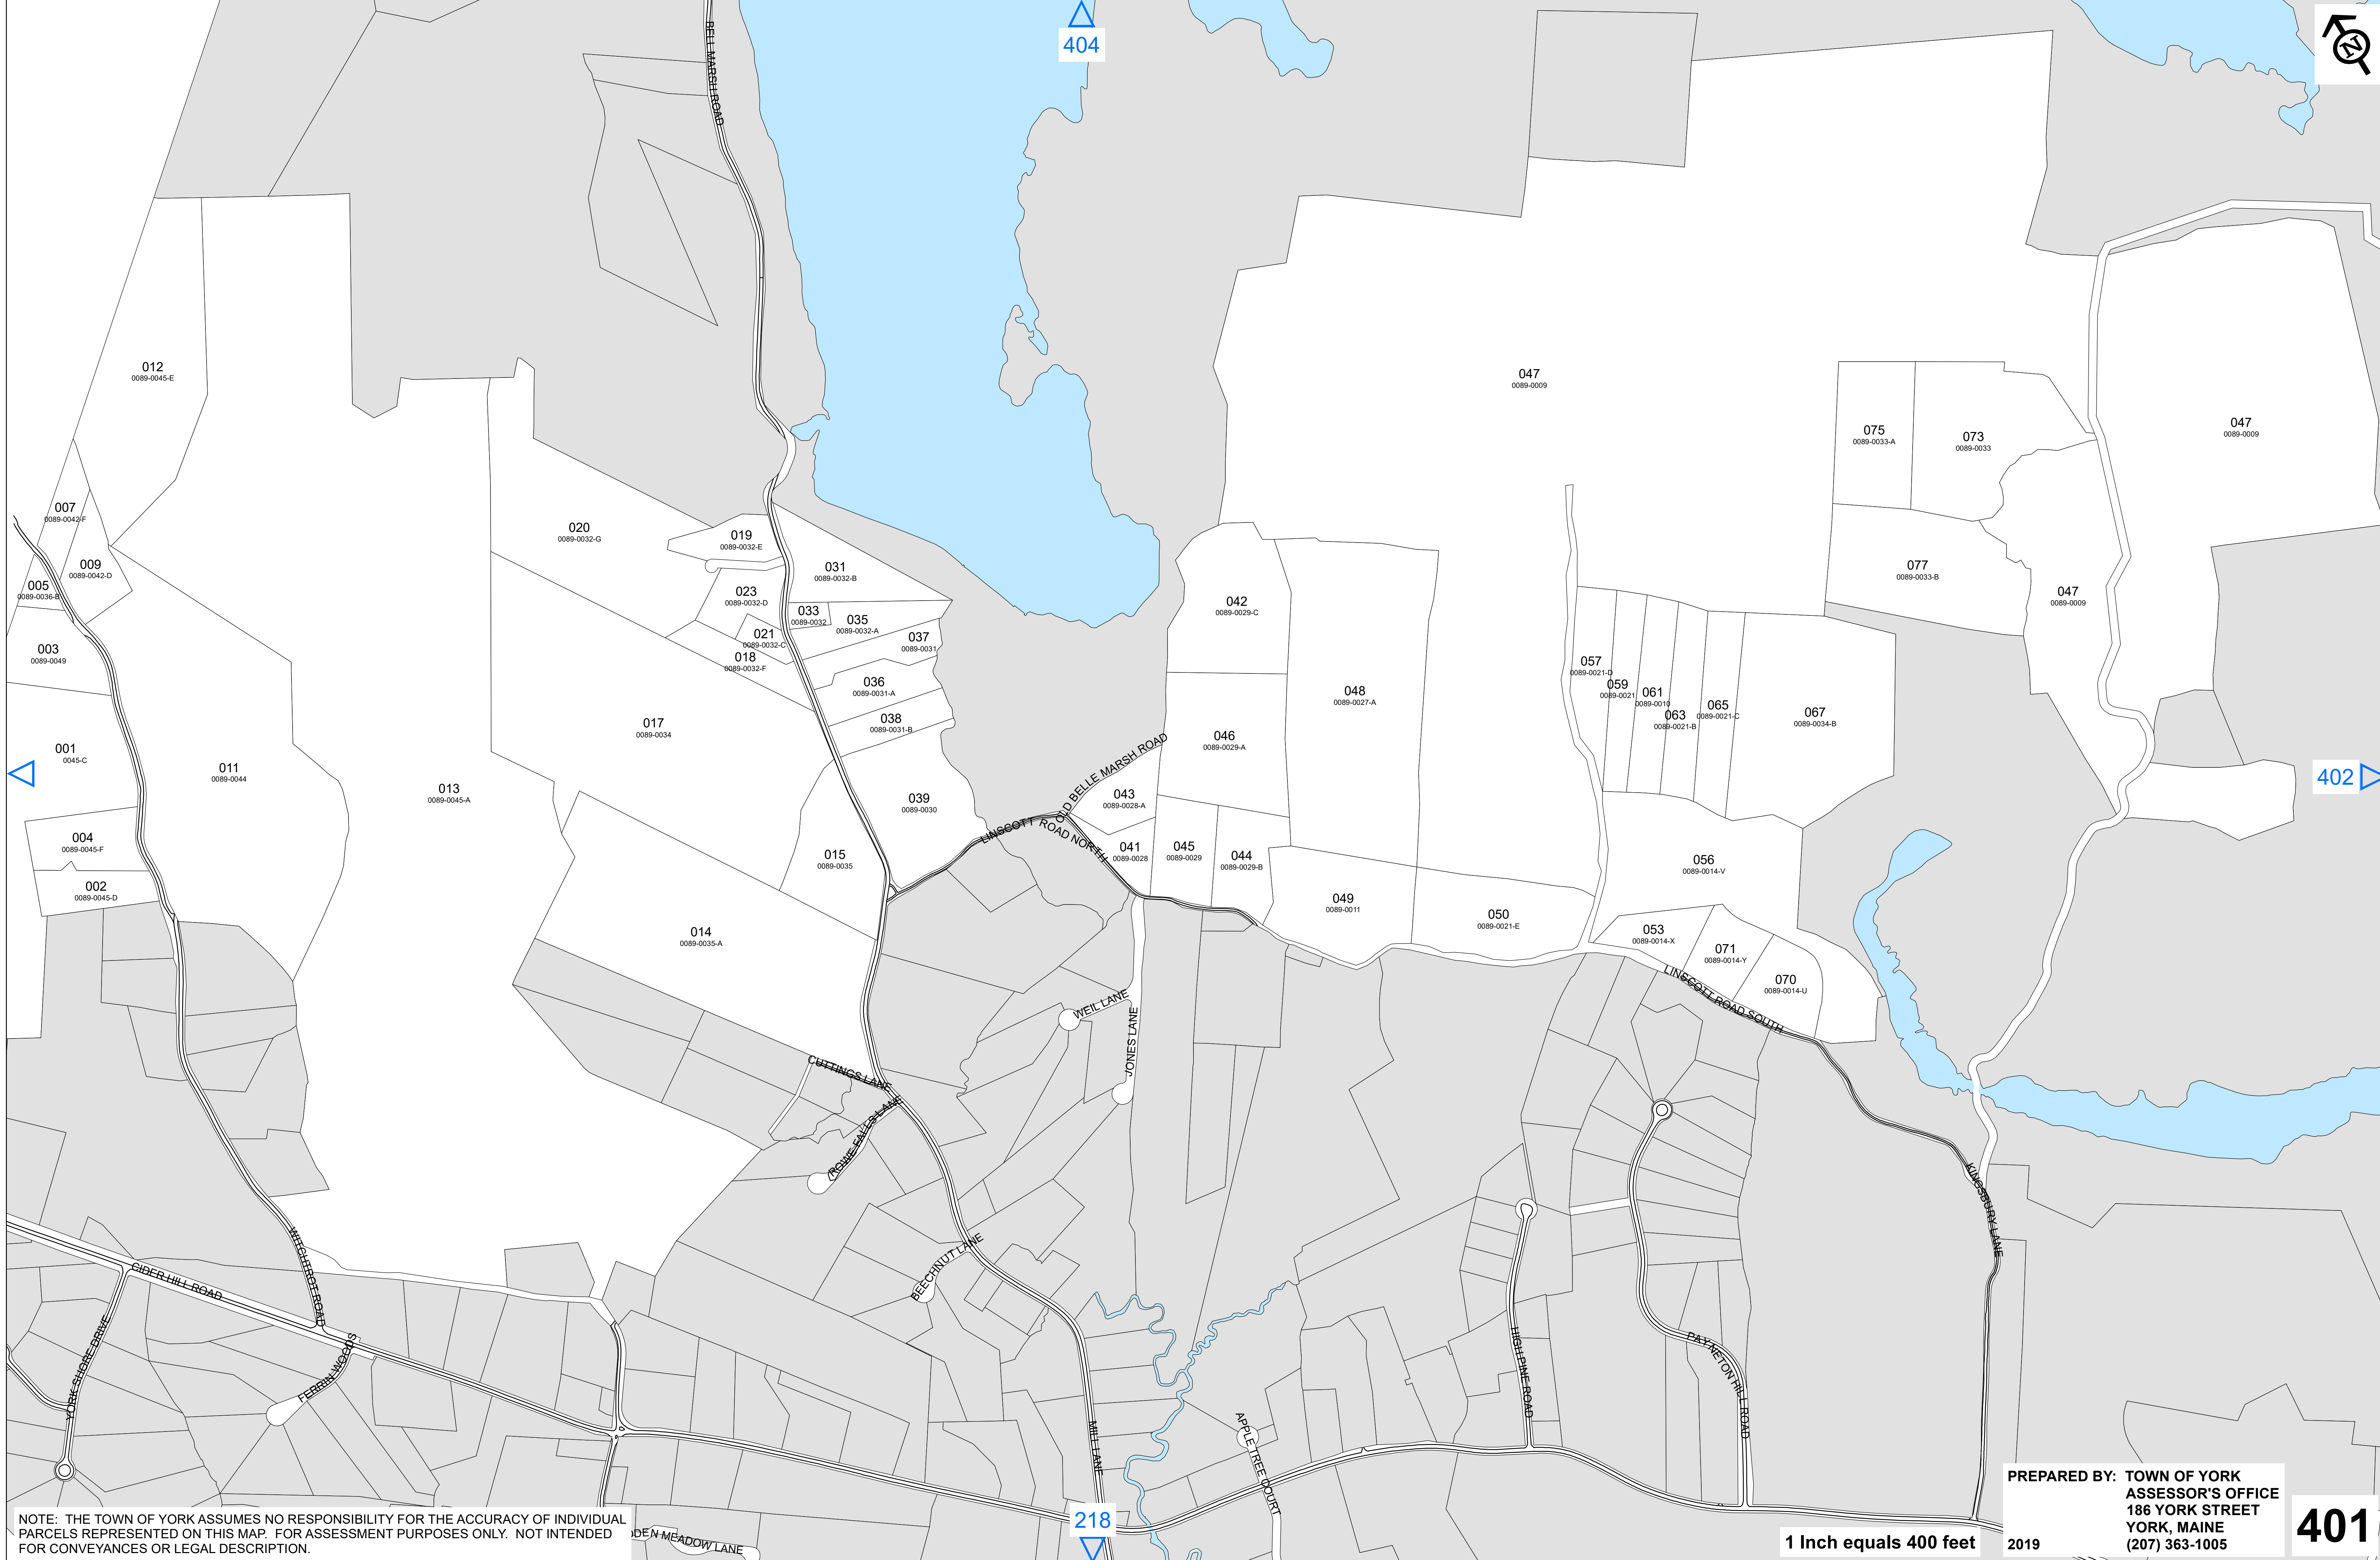 404
N
BELL MARSH ROAD
012
0089-0045-E
047
0089-0009
047
0089-0009
075
0089-0033-A
073
0089-0033
007
0089-0042-F
020
0089-0032-G
019
0089-0032-E
009
0089-0042-D
031
0089-0032-B
077
0089-0033-B
005
0089-0036-B
023
0089-0032-D
047
0089-0009
042
0089-0029-C
033
0089-0032
035
0089-0032-A
021
0089-0032-C
037
0089-0031
003
0089-0049
018
0089-0032-F
057
0089-0021-D
036
0089-0031-A
059
0089-0021
061
0089-0010
048
0089-0027-A
063
0089-0021-B
065
0089-0021-C
067
0089-0034-B
038
0089-0031-B
017
0089-0034
046
0089-0029-A
001
0045-C
OLD BELLE MARSH ROAD
011
0089-0044
402
013
0089-0045-A
039
0089-0030
043
0089-0028-A
LINSCOTT ROAD NORTH
004
0089-0045-F
041
0089-0028
045
0089-0029
044
0089-0029-B
015
0089-0035
056
0089-0014-V
002
0089-0045-D
049
0089-0011
050
0089-0021-E
014
0089-0035-A
053
0089-0014-X
071
0089-0014-Y
070
0089-0014-U
LINSCOTT ROAD SOUTH
WEIL LANE
JONES LANE
CUTTINGS LANE
ROWE FALLS LANE
KINGSBURY LANE
BEECHNUT LANE
WITCHTROT ROAD
CIDER HILL ROAD
YORK SHORE DRIVE
FERRIN WOODS
HIGH PINE ROAD
PAYNETON HILL ROAD
MILL LANE
APPLE TREE COURT
DDEN MEADOW LANE
218
NOTE: THE TOWN OF YORK ASSUMES NO RESPONSIBILITY FOR THE ACCURACY OF INDIVIDUAL
PARCELS REPRESENTED ON THIS MAP. FOR ASSESSMENT PURPOSES ONLY. NOT INTENDED
FOR CONVEYANCES OR LEGAL DESCRIPTION.
1 Inch equals 400 feet
PREPARED BY: TOWN OF YORK
ASSESSOR'S OFFICE
186 YORK STREET
YORK, MAINE
2019 (207) 363-1005
401